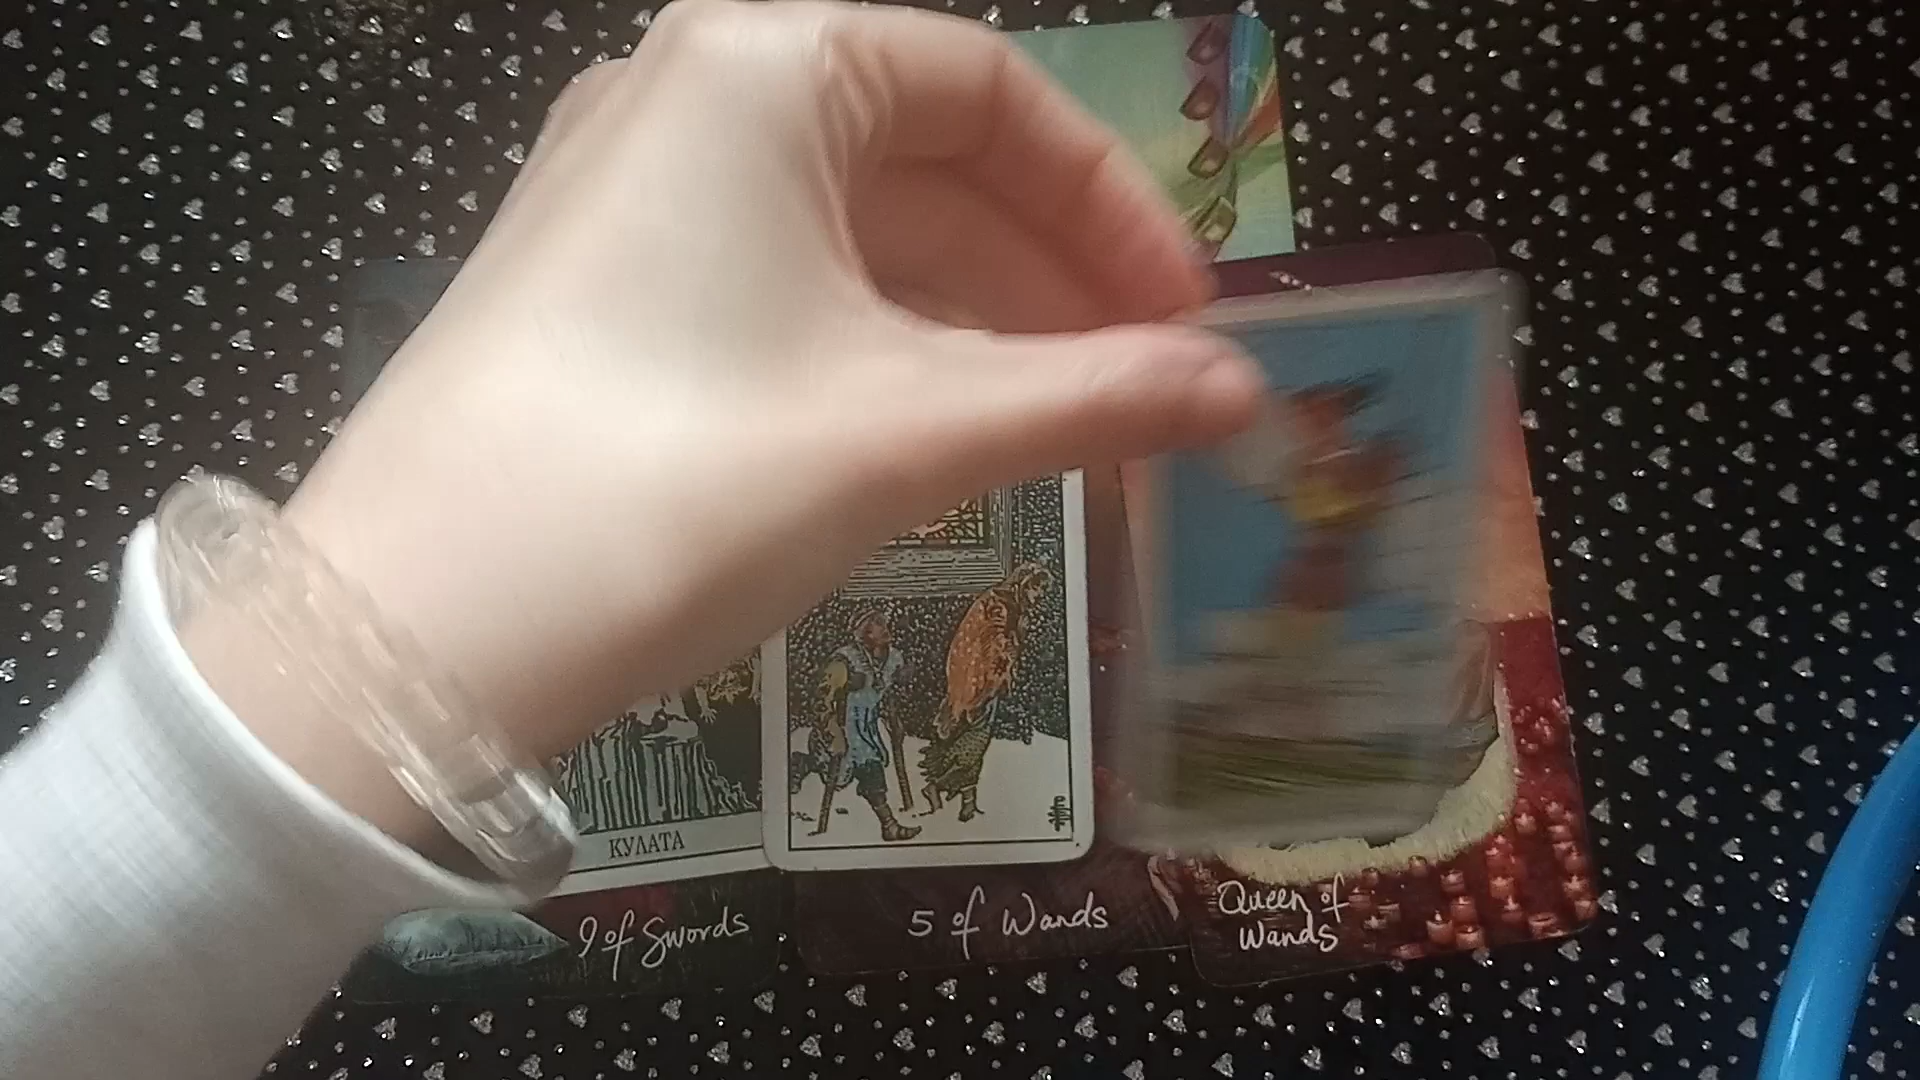 КУЛАТА
9 of Swords
5 of Wands
Queen of
Wands